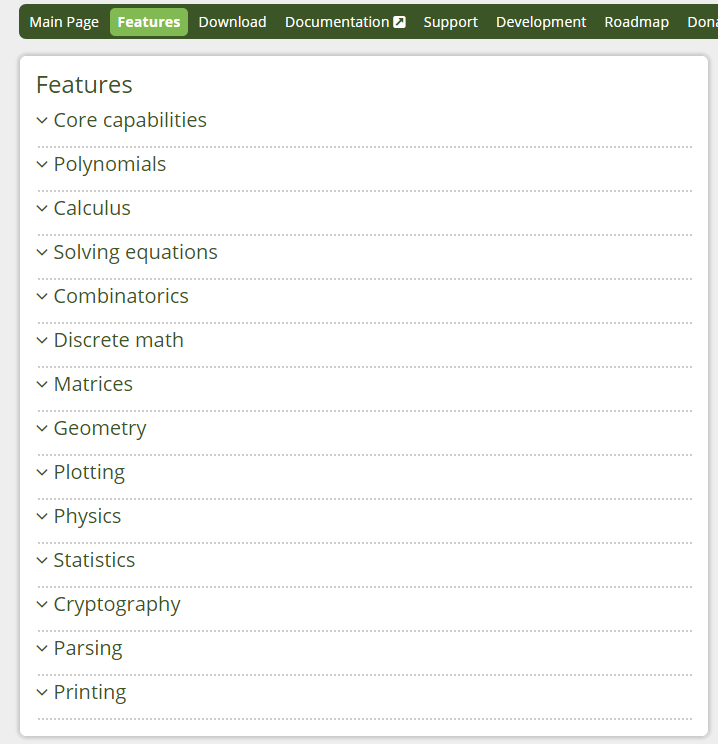 Main Page Features Download Documentation Support Development Roadmap
Features
Core capabilities
Polynomials
Calculus
Solving equations
Combinatorics
Discrete math
Matrices
Geometry
Plotting
Physics
Statistics
Cryptography
Parsing
Printing